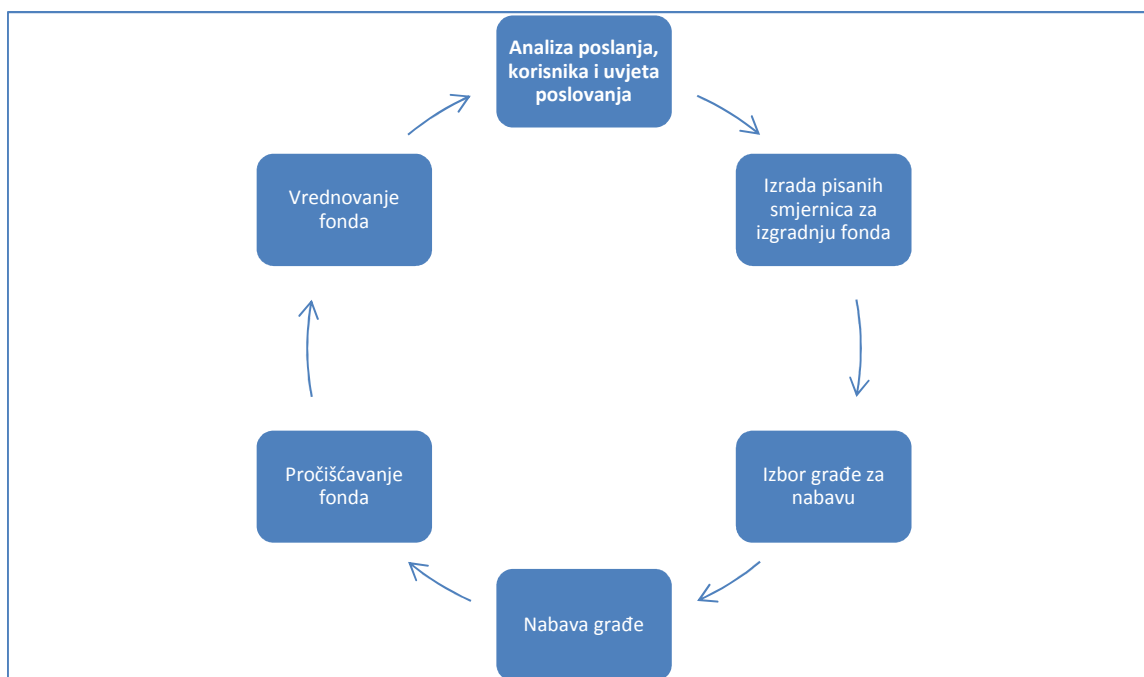 Analiza poslanja,
korisnika i uvjeta
poslovanja
Izrada pisanih
smjernica za
izgradnju fonda
Izbor građe za
nabavu
Nabava građe
Pročišćavanje
fonda
Vrednovanje
fonda